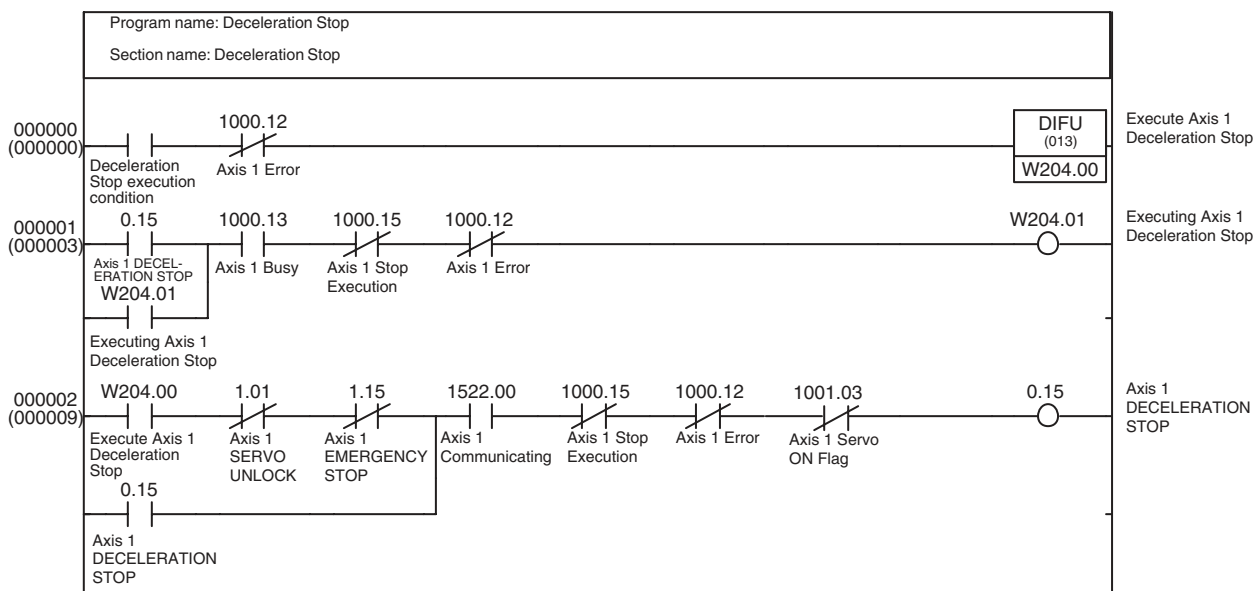 Program name: Deceleration Stop
Section name: Deceleration Stop
000000
(000000)
Deceleration
Stop execution
condition
1000.12
Axis 1 Error
DIFU
(013)
W204.00
Execute Axis 1
Deceleration Stop
000001
(000003)
0.15
Axis 1 DECEL-
ERATION STOP
1000.13
Axis 1 Busy
1000.15
Axis 1 Stop
Execution
1000.12
Axis 1 Error
W204.01
Executing Axis 1
Deceleration Stop
W204.01
Executing Axis 1
Deceleration Stop
000002
(000009)
W204.00
Execute Axis 1
Deceleration
Stop
1.01
Axis 1
SERVO
UNLOCK
1.15
Axis 1
EMERGENCY
STOP
1522.00
Axis 1
Communicating
1000.15
Axis 1 Stop
Execution
1000.12
Axis 1 Error
1001.03
Axis 1 Servo
ON Flag
0.15
Axis 1
DECELERATION
STOP
0.15
Axis 1
DECELERATION
STOP